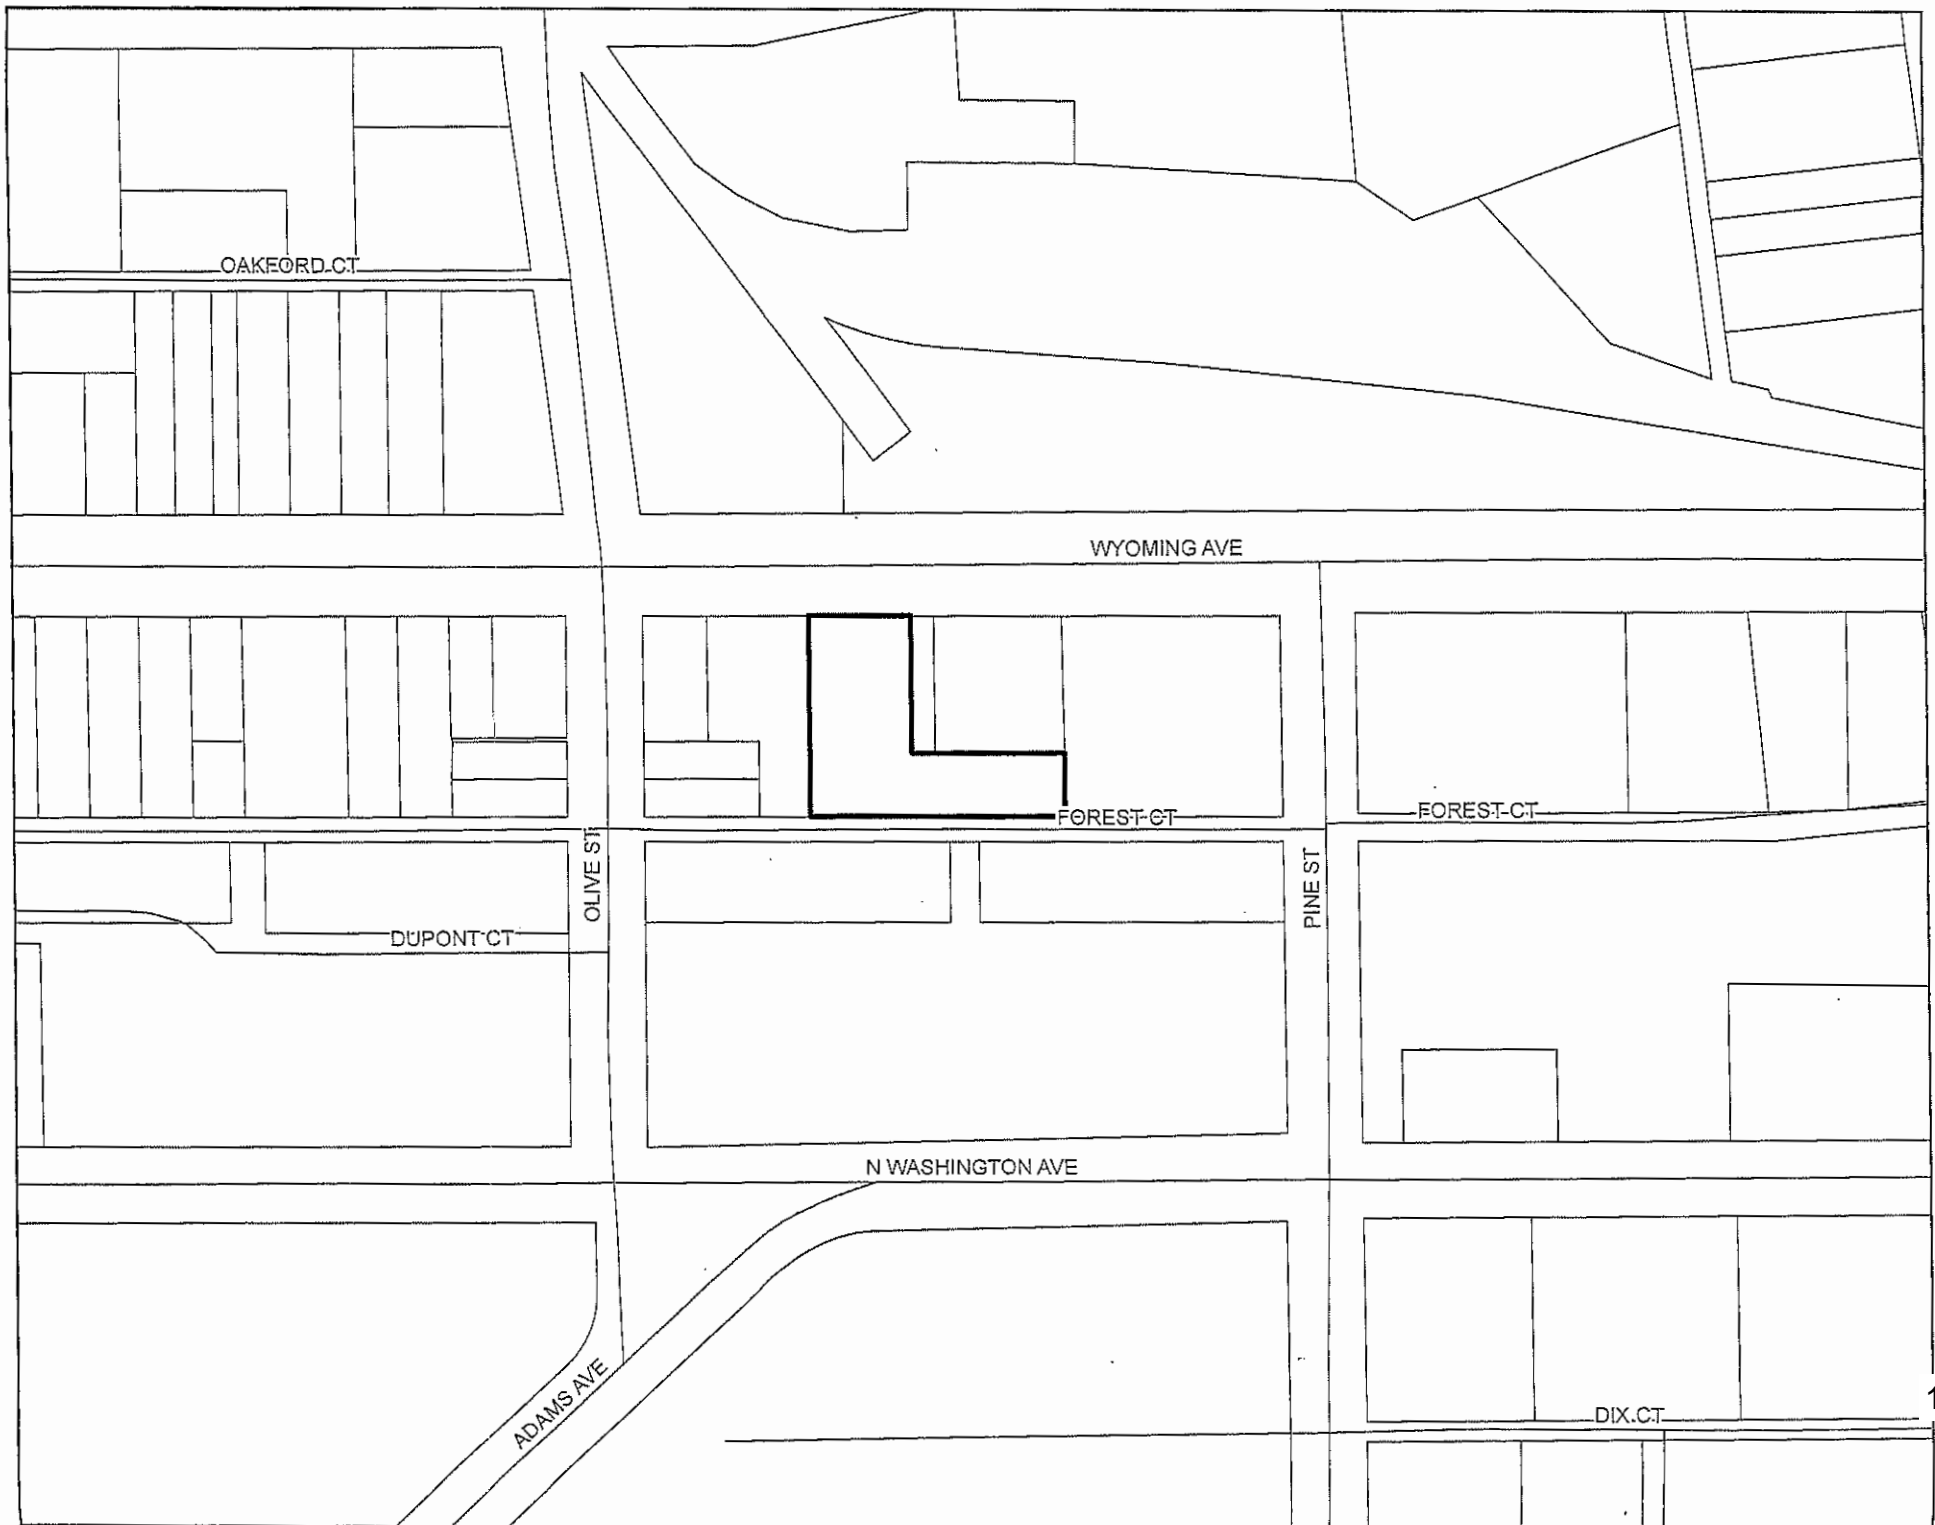 OAKFORD CT
WYOMING AVE
FOREST CT
FOREST CT
OLIVE ST
PINE ST
DUPONT CT
N WASHINGTON AVE
ADAMS AVE
DIX CT
1